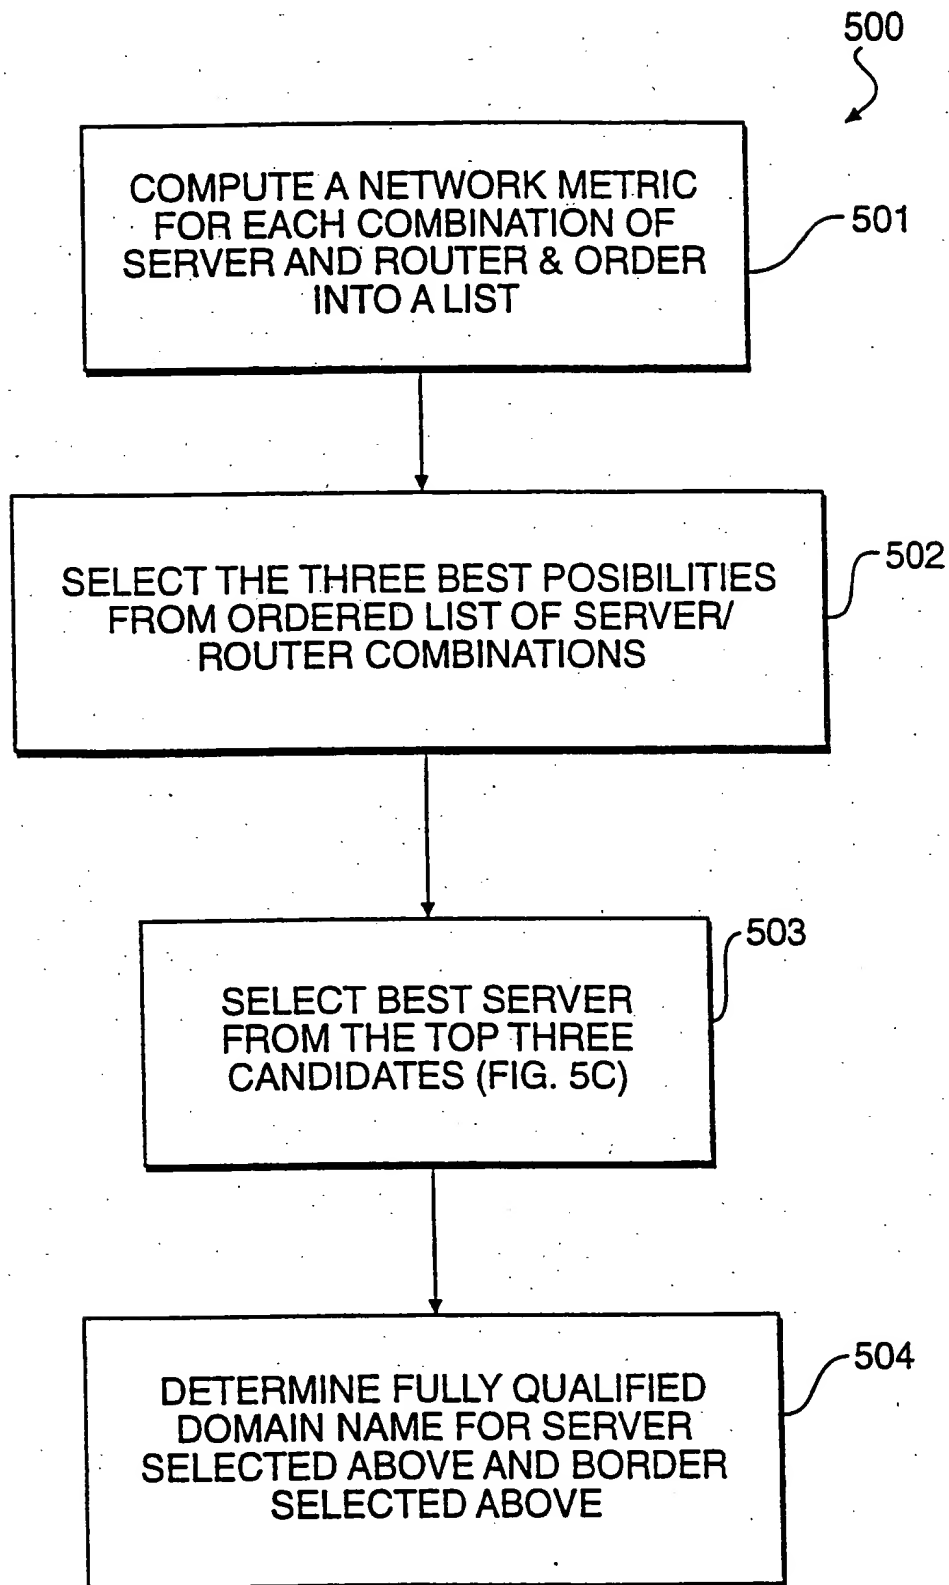 500
COMPUTE A NETWORK METRIC
FOR EACH COMBINATION OF
SERVER AND ROUTER & ORDER
INTO A LIST
501
SELECT THE THREE BEST POSIBILITIES
FROM ORDERED LIST OF SERVER/
ROUTER COMBINATIONS
502
SELECT BEST SERVER
FROM THE TOP THREE
CANDIDATES (FIG. 5C)
503
DETERMINE FULLY QUALIFIED
DOMAIN NAME FOR SERVER
SELECTED ABOVE AND BORDER
SELECTED ABOVE
504